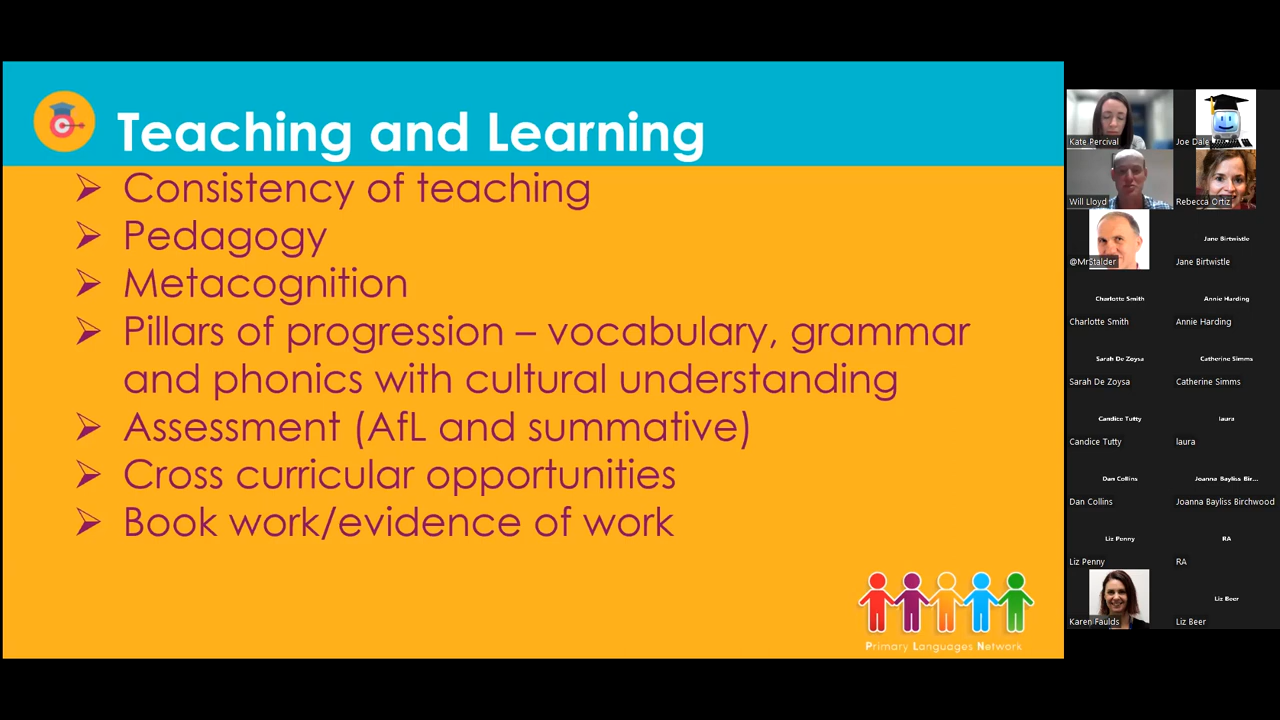 Teaching and Learning
➢ Consistency of teaching
➢ Pedagogy
➢ Metacognition
➢ Pillars of progression – vocabulary, grammar
and phonics with cultural understanding
➢ Assessment (AfL and summative)
➢ Cross curricular opportunities
➢ Book work/evidence of work
Primary Languages Network
Kate Percival
Joe Dale
Will Lloyd
Rebecca Ortiz
@MrStalder
Jane Birtwistle
Jane Birtwistle
Charlotte Smith
Annie Harding
Charlotte Smith
Annie Harding
Sarah De Zoysa
Catherine Simms
Sarah De Zoysa
Catherine Simms
Candice Tutty
laura
Candice Tutty
laura
Dan Collins
Joanna Bayliss Bir...
Dan Collins
Joanna Bayliss Birchwood
Liz Penny
RA
Liz Penny
RA
Liz Beer
Karen Faulds
Liz Beer